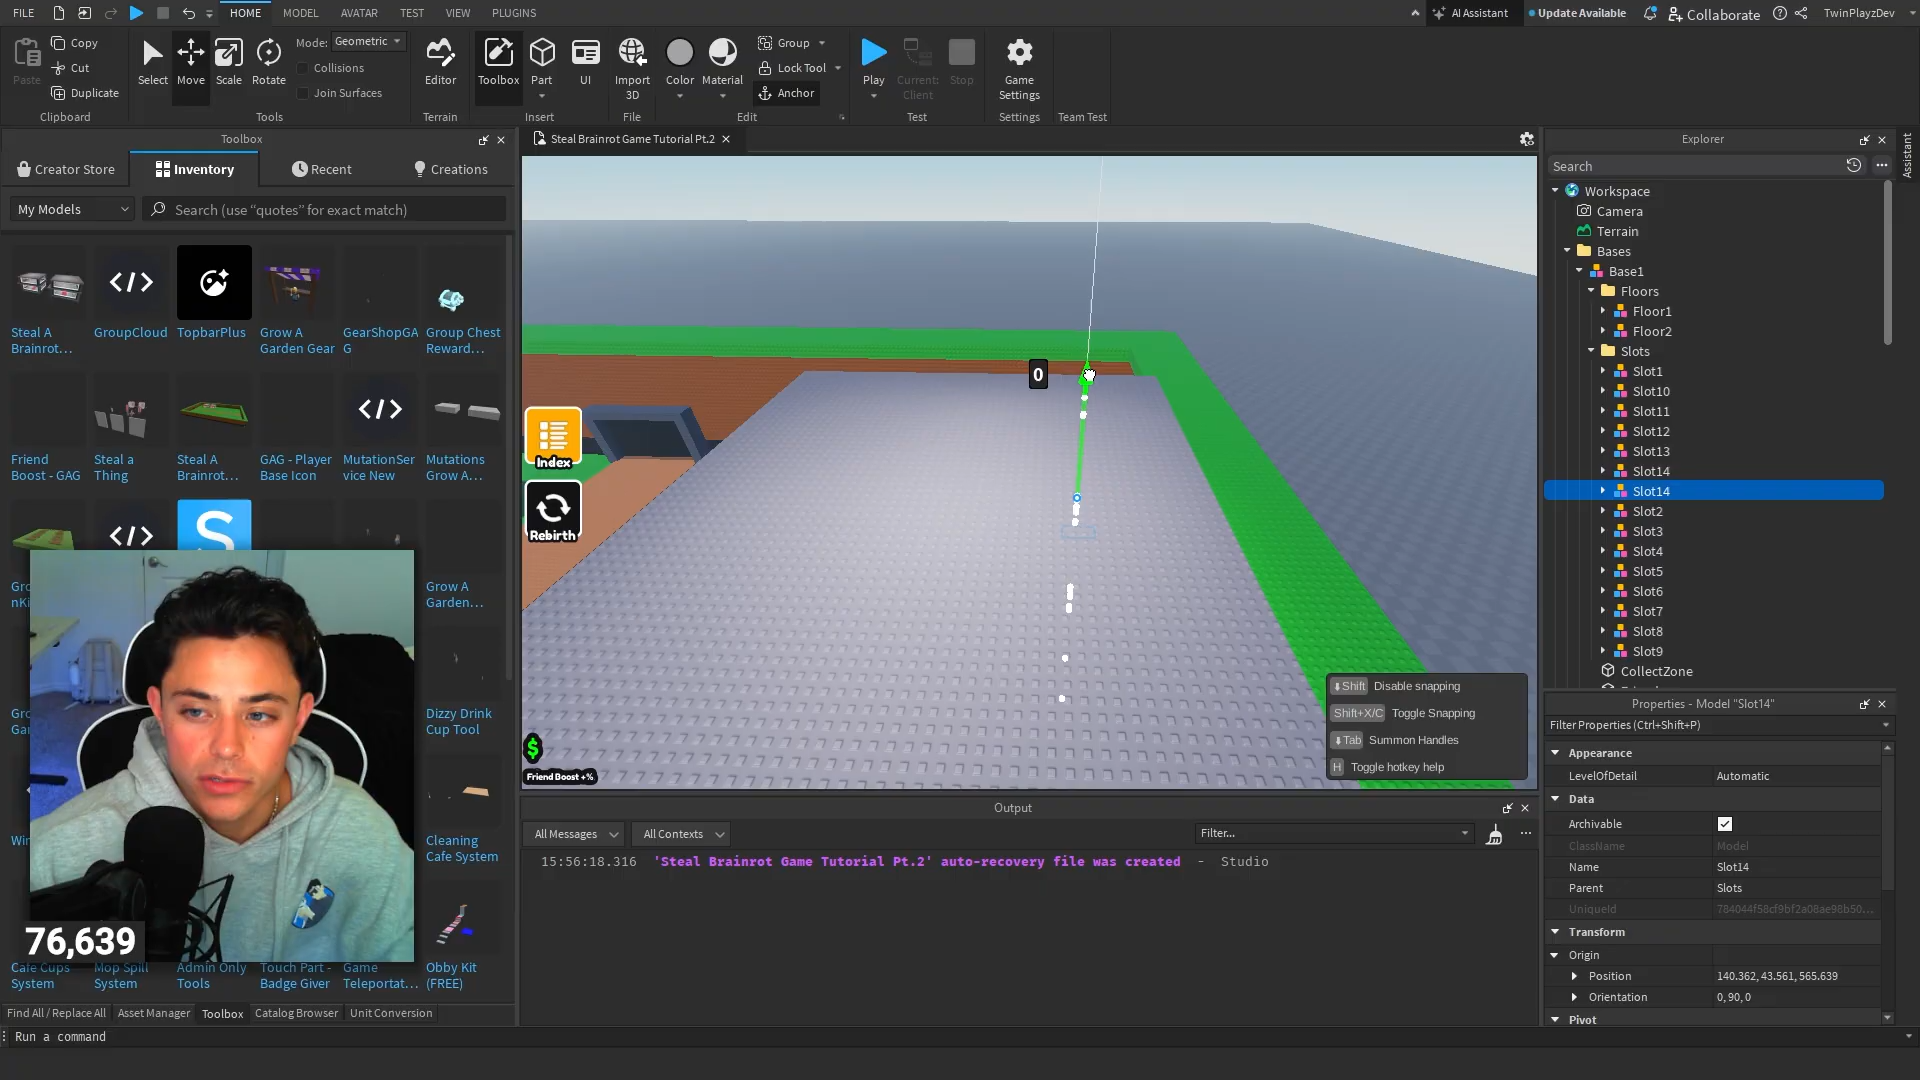 FILE HOME MODEL AVATAR TEST VIEW PLUGINS AI Assistant Update Available Collaborate TwinPlayzDev
Paste Copy Cut Duplicate Clipboard
Select Move Scale Rotate Mode: Geometric Collisions Join Surfaces Tools
Editor Terrain
Toolbox Part UI Insert
Import 3D File
Color Material Group Lock Tool Anchor Edit
Play Current: Client Stop Test
Game Settings Settings
Team Test
Toolbox
Creator Store Inventory Recent Creations
My Models Search (use “quotes” for exact match)
Steal A Brainrot...
GroupCloud
TopbarPlus
Grow A Garden Gear
GearShopGA G
Group Chest Reward...
Friend Boost - GAG
Steal a Thing
Steal A Brainrot...
GAG - Player Base Icon
MutationSer vice New
Mutations Grow A...
S
Grow A Garden...
Dizzy Drink Cup Tool
Cleaning Cafe System
76,639
Cafe Cups System
Mop Spill System
Admin Only Tools
Touch Part - Badge Giver
Game Teleportat...
Obby Kit (FREE)
Find All / Replace All Asset Manager Toolbox Catalog Browser Unit Conversion
Run a command
Steal Brainrot Game Tutorial Pt.2
0
Index
Rebirth
$
Friend Boost +%
Shift Disable snapping
Shift+X/C Toggle Snapping
Tab Summon Handles
H Toggle hotkey help
Output
All Messages All Contexts Filter...
15:56:18.316 'Steal Brainrot Game Tutorial Pt.2' auto-recovery file was created - Studio
Explorer
Assistant
Search
Workspace
Camera
Terrain
Bases
Base1
Floors
Floor1
Floor2
Slots
Slot1
Slot10
Slot11
Slot12
Slot13
Slot14
Slot14
Slot2
Slot3
Slot4
Slot5
Slot6
Slot7
Slot8
Slot9
CollectZone
Properties - Model "Slot14"
Filter Properties (Ctrl+Shift+P)
Appearance
LevelOfDetail Automatic
Data
Archivable
ClassName Model
Name Slot14
Parent Slots
UniqueId 784044f58cf9bf2a08ae98b50...
Transform
Origin
Position 140.362, 43.561, 565.639
Orientation 0, 90, 0
Pivot